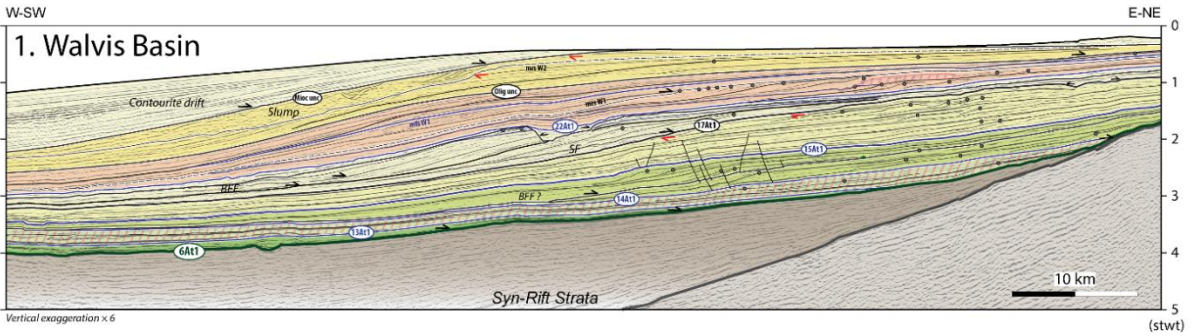 W-SW
E-NE
1. Walvis Basin
0
1
2
3
4
5
(stwt)
Contourite drift
Slump
Mioc unc
Olig unc
mrs W2
mrs W1
mrs W1
22At1
17At1
SF
15At1
BFF
BFF ?
14At1
13At1
6At1
Syn-Rift Strata
10 km
Vertical exaggeration × 6